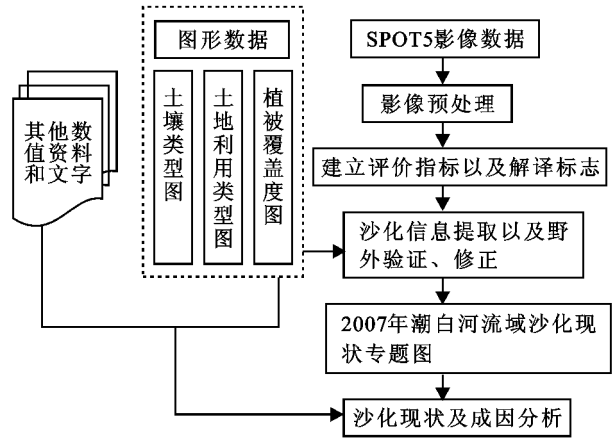 图形数据
土壤类型图
土地利用类型图
植被覆盖度图
其他数
值资料
和文字
SPOT5影像数据
影像预处理
建立评价指标以及解译标志
沙化信息提取以及野
外验证、修正
2007年潮白河流域沙化现
状专题图
沙化现状及成因分析